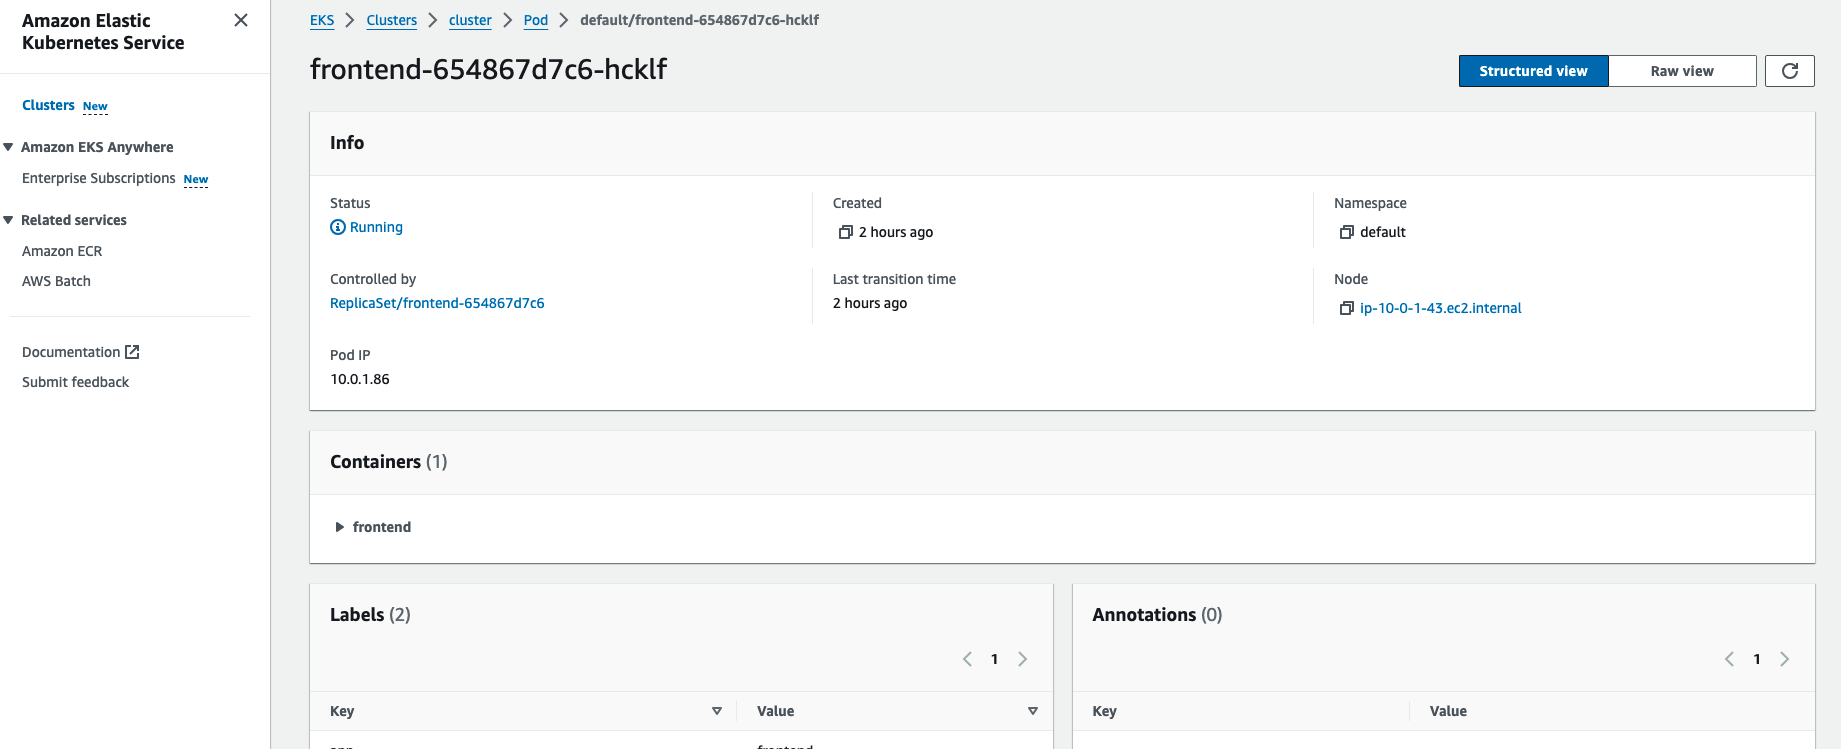 Amazon Elastic
Kubernetes Service
Clusters New
Amazon EKS Anywhere
Enterprise Subscriptions New
Related services
Amazon ECR
AWS Batch
Documentation
Submit feedback
EKS Clusters cluster Pod default/frontend-654867d7c6-hcklf
frontend-654867d7c6-hcklf
Structured view Raw view
Info
Status Created Namespace
Running 2 hours ago default
Controlled by Last transition time Node
ReplicaSet/frontend-654867d7c6 2 hours ago ip-10-0-1-43.ec2.internal
Pod IP
10.0.1.86
Containers (1)
frontend
Labels (2)
1
Key Value
Annotations (0)
1
Key Value